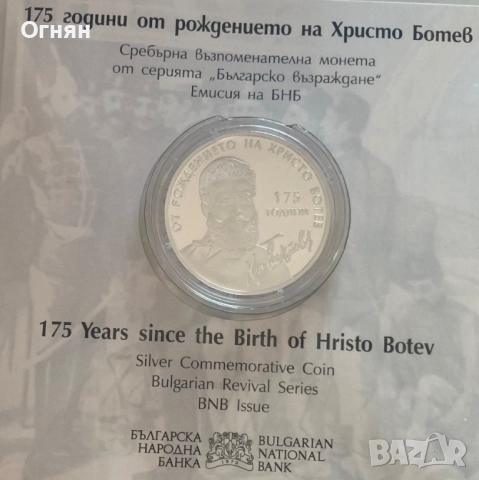 Огнян
175 години от рождението на Христо Ботев
Сребърна възпоменателна монета
от серията „Българско възраждане“
Емисия на БНБ
ОТ РОЖДЕНИЕТО НА ХРИСТО БОТЕВ
175
ГОДИНИ
175 Years since the Birth of Hristo Botev
Silver Commemorative Coin
Bulgarian Revival Series
BNB Issue
БЪЛГАРСКА
НАРОДНА
БАНКА
1879
BULGARIAN
NATIONAL
BANK
BAZAR